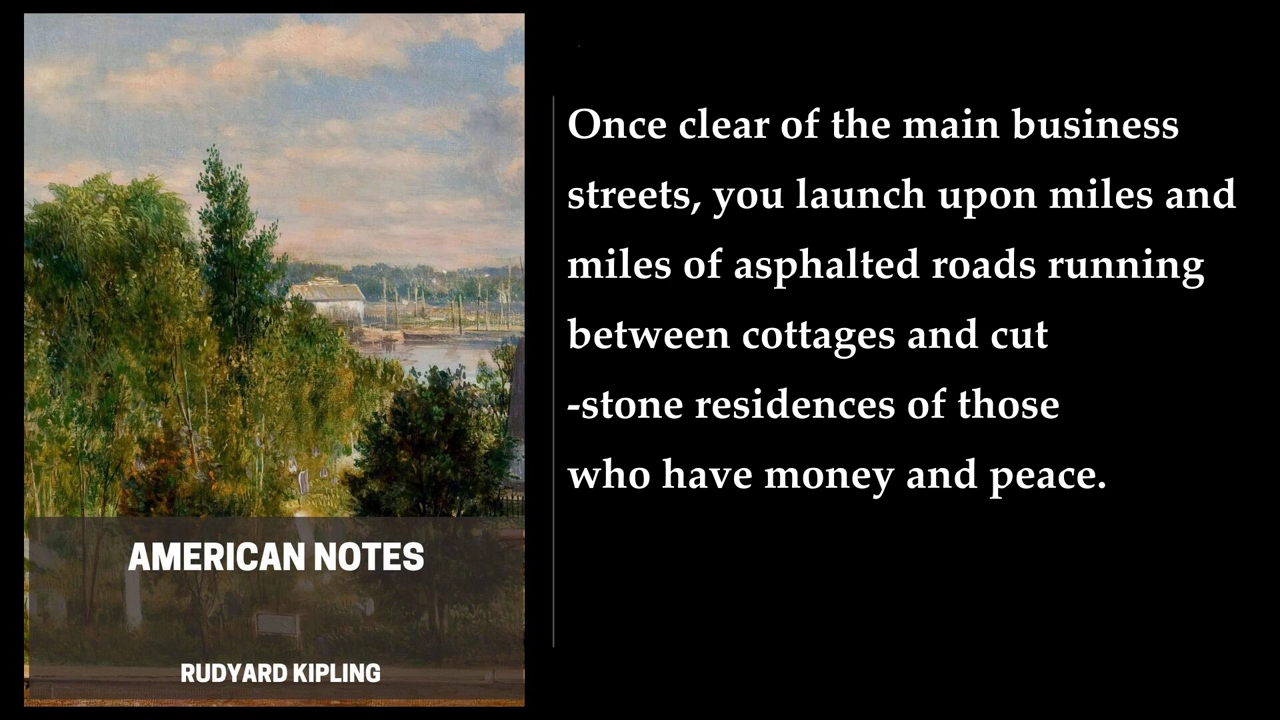 Once clear of the main business
streets, you launch upon miles and
miles of asphalted roads running
between cottages and cut
-stone residences of those
who have money and peace.
AMERICAN NOTES
RUDYARD KIPLING